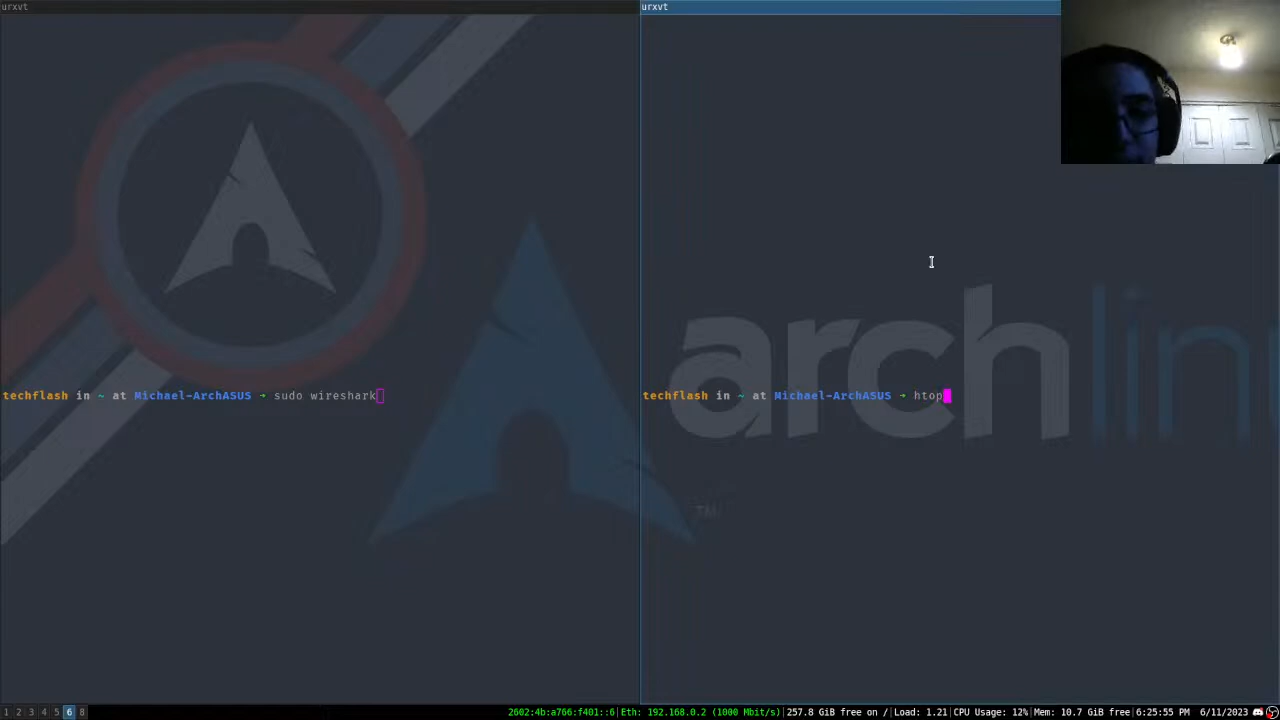 urxvt
urxvt
archlin
techflash in ~ at Michael-ArchASUS → sudo wireshark
techflash in ~ at Michael-ArchASUS → htop
TM
1 2 3 4 5 6 8
2602:4b:a766:f401::6|Eth: 192.168.0.2 (1000 Mbit/s)|257.8 GiB free on /|Load: 1.21|CPU Usage: 12%|Mem: 10.7 GiB free|6:25:55 PM 6/11/2023